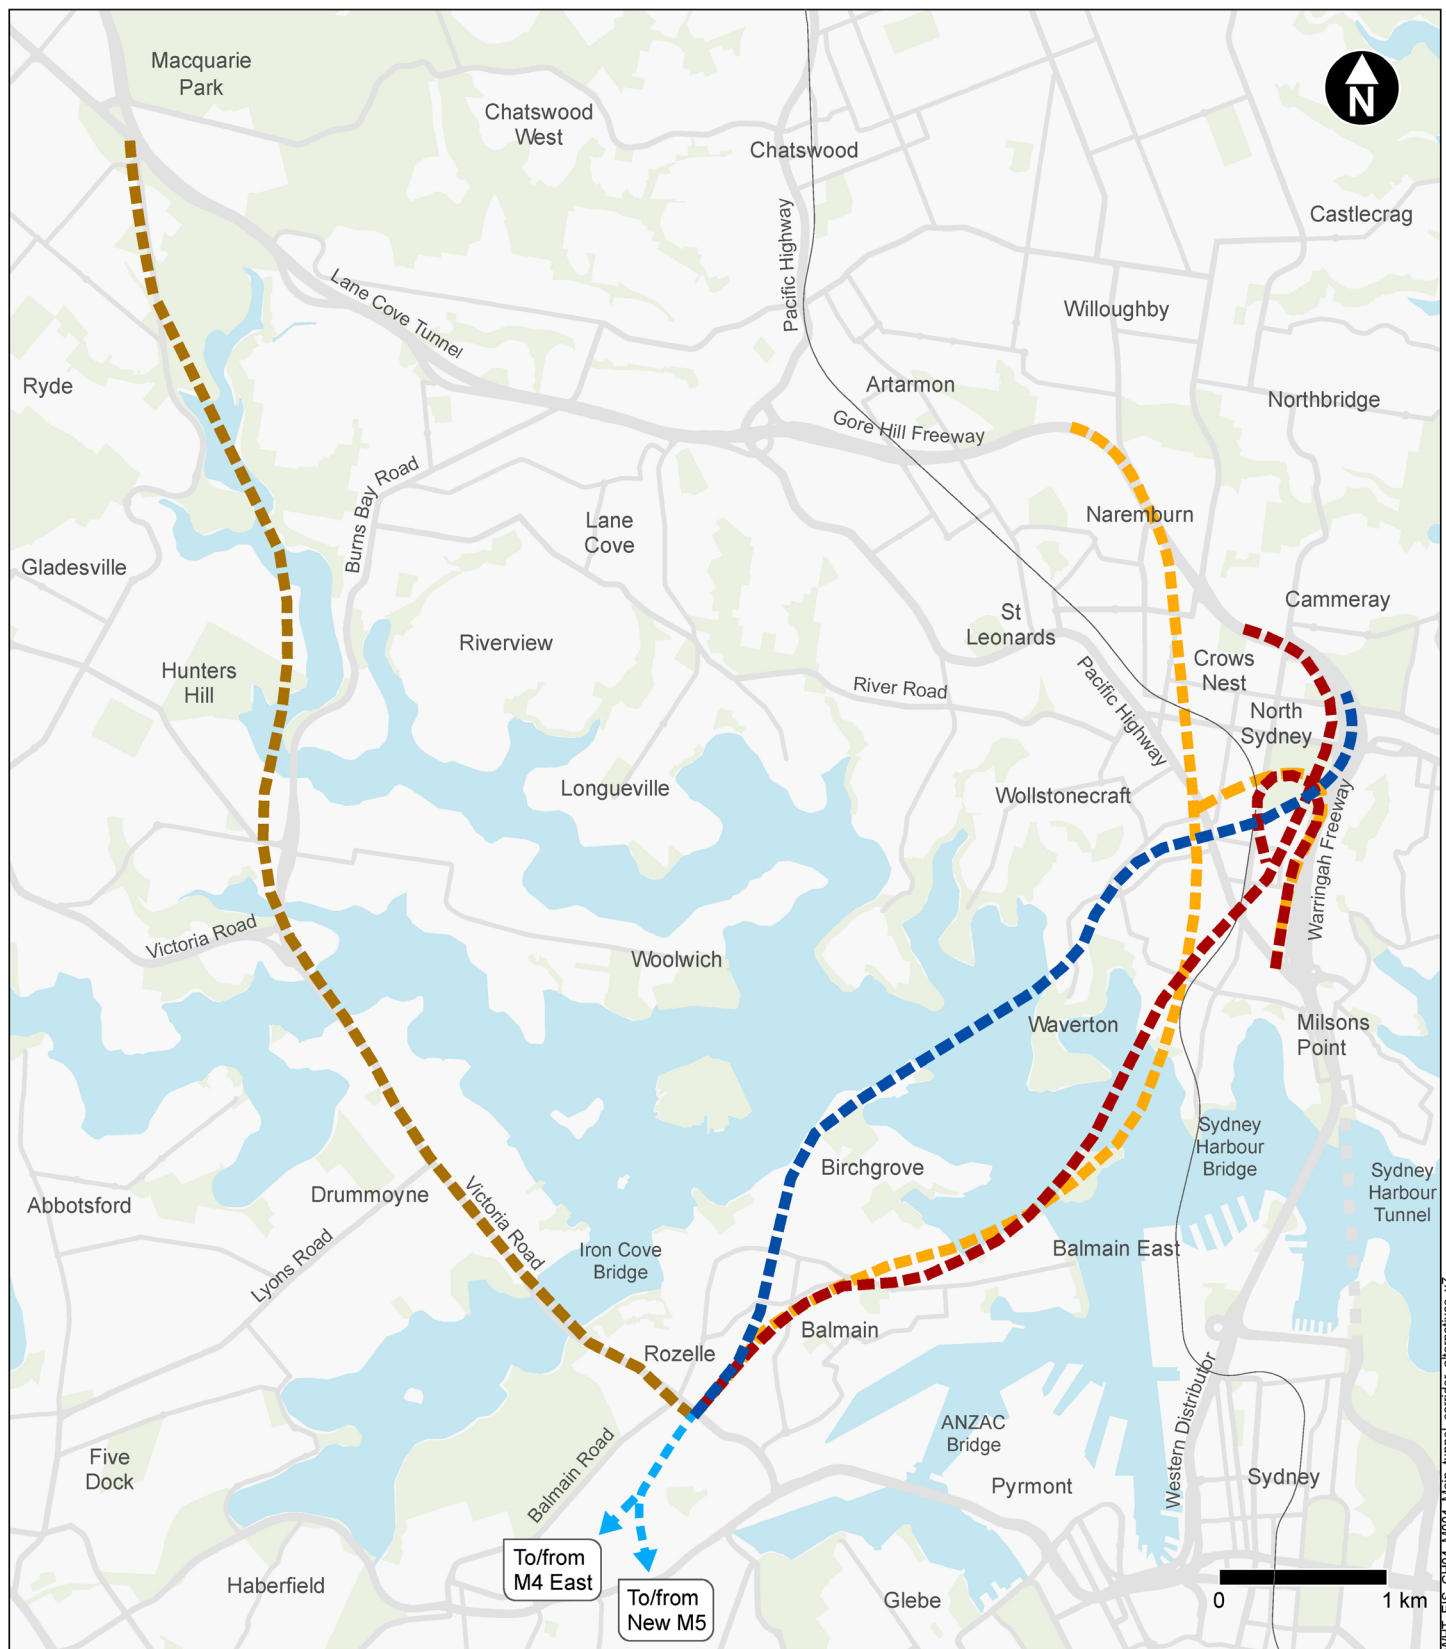 Macquarie
Park
N
Chatswood
West
Chatswood
Castlecrag
Pacific Highway
Lane Cove Tunnel
Willoughby
Ryde
Artarmon
Northbridge
Gore Hill Freeway
Burns Bay Road
Naremburn
Lane
Cove
Gladesville
Cammeray
St
Leonards
Riverview
Hunters
Hill
Crows
Nest
River Road
Pacific Highway
North
Sydney
Longueville
Wollstonecraft
Warringah Freeway
Victoria Road
Woolwich
Waverton
Milsons
Point
Sydney
Harbour
Bridge
Birchgrove
Sydney
Harbour
Tunnel
Abbotsford
Drummoyne
Victoria Road
Lyons Road
Iron Cove
Bridge
Balmain East
Balmain
Rozelle
Western Distributor
ANZAC
Bridge
Five
Dock
Balmain Road
Pyrmont
Sydney
To/from
M4 East
Haberfield
To/from
New M5
Glebe
0 1 km